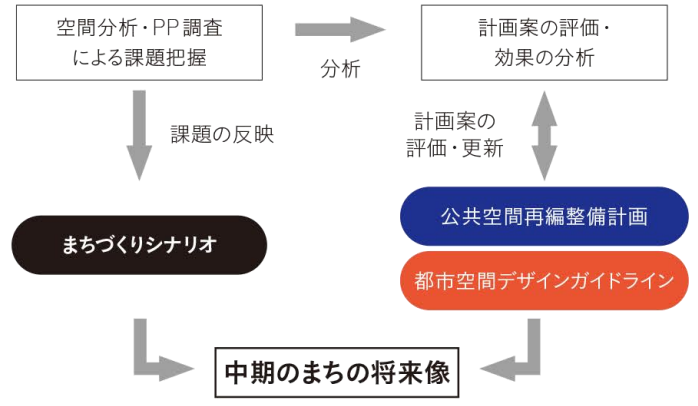 空間分析・PP調査
による課題把握
分析
計画案の評価・
効果の分析
課題の反映
計画案の
評価・更新
まちづくりシナリオ
公共空間再編整備計画
都市空間デザインガイドライン
中期のまちの将来像